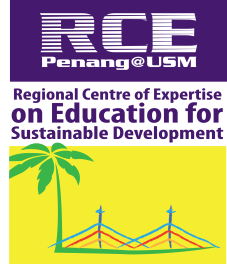 RCE
Penang@USM
Regional Centre of Expertise
on Education for
Sustainable Development